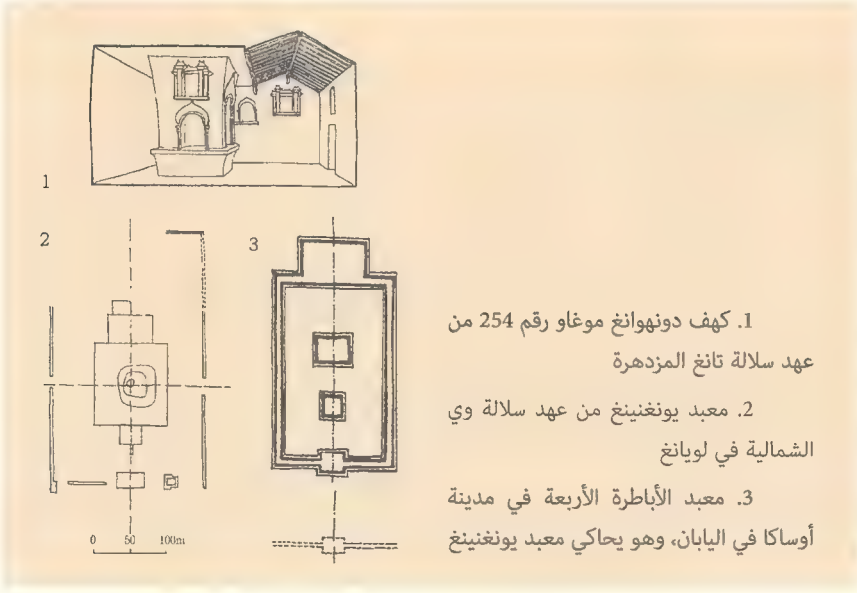 1
2
3
0 50 100m
1. كهف دونهوانغ موغاو رقم 254 من
عهد سلالة تانغ المزدهرة
2. معبد يونغنينغ من عهد سلالة وي
الشمالية في لويانغ
3. معبد الأباطرة الأربعة في مدينة
أوساكا في اليابان، وهو يحاكي معبد يونغنينغ